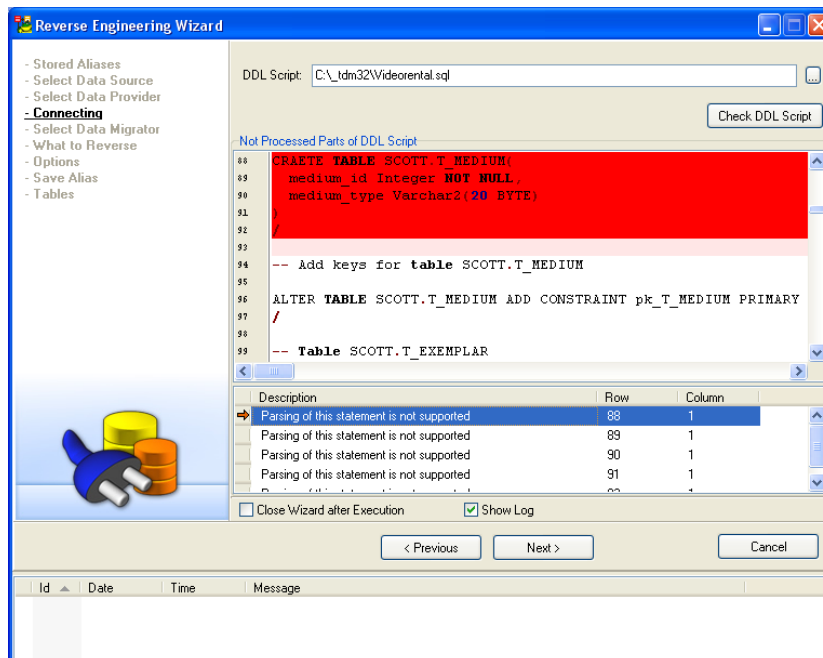 Reverse Engineering Wizard
- Stored Aliases
- Select Data Source
- Select Data Provider
- Connecting
- Select Data Migrator
- What to Reverse
- Options
- Save Alias
- Tables
DDL Script: C:\_tdm32\Videorental.sql
...
Check DDL Script
Not Processed Parts of DDL Script
88 CRAETE TABLE SCOTT.T_MEDIUM(
89 medium_id Integer NOT NULL,
90 medium_type Varchar2(20 BYTE)
91 )
92 /
93
94 -- Add keys for table SCOTT.T_MEDIUM
95
96 ALTER TABLE SCOTT.T_MEDIUM ADD CONSTRAINT pk_T_MEDIUM PRIMARY
97 /
98
99 -- Table SCOTT.T_EXEMPLAR
Description Row Column
Parsing of this statement is not supported 88 1
Parsing of this statement is not supported 89 1
Parsing of this statement is not supported 90 1
Parsing of this statement is not supported 91 1
Close Wizard after Execution Show Log
< Previous Next > Cancel
Id Date Time Message